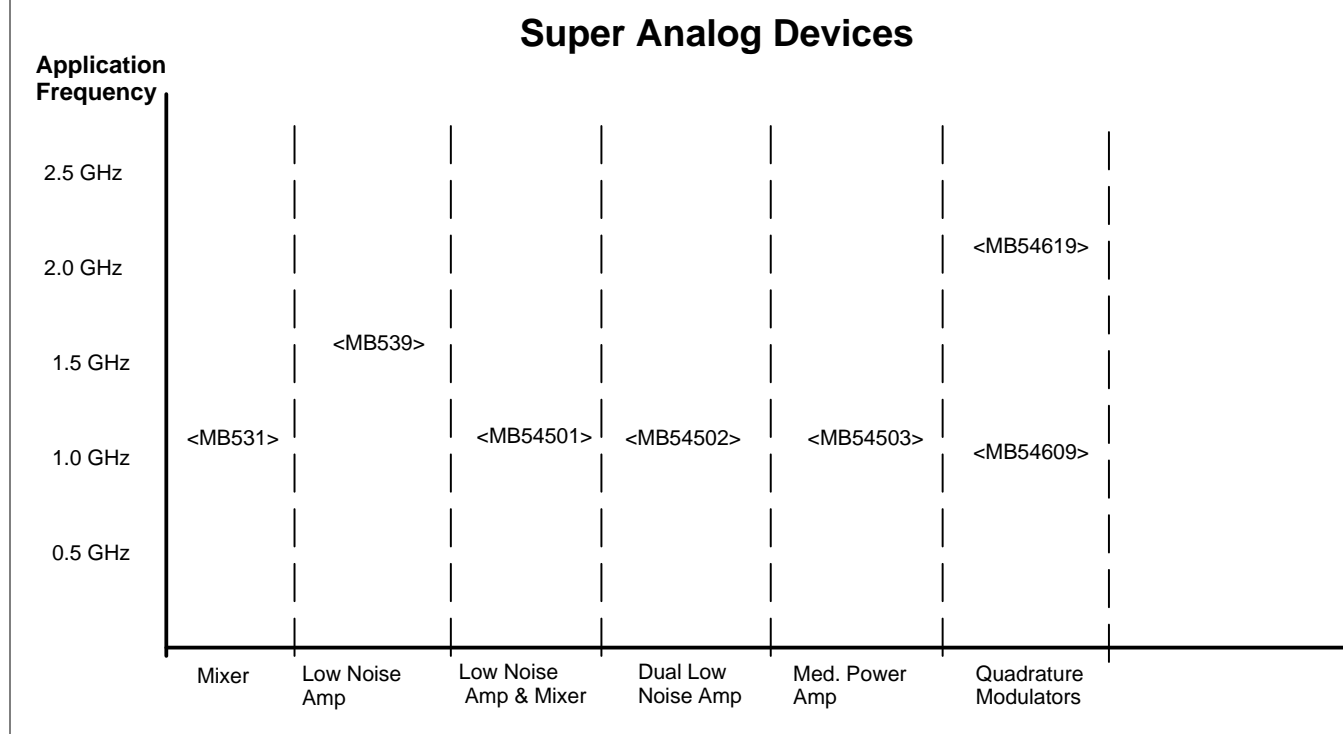 Super Analog Devices
Application
Frequency
2.5 GHz
<MB54619>
2.0 GHz
<MB539>
1.5 GHz
<MB531>
<MB54501>
<MB54502>
<MB54503>
<MB54609>
1.0 GHz
0.5 GHz
Mixer
Low Noise
Amp
Low Noise
Amp & Mixer
Dual Low
Noise Amp
Med. Power
Amp
Quadrature
Modulators